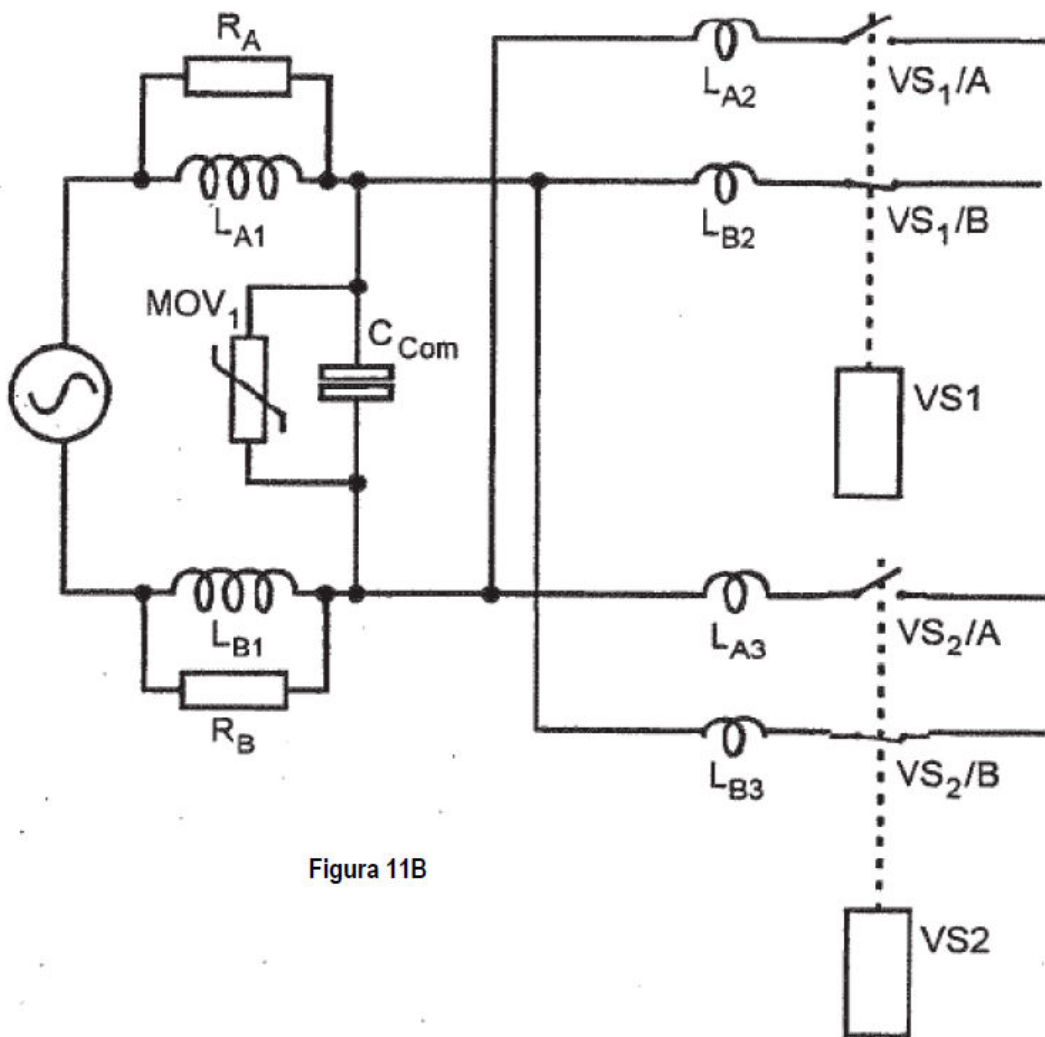 R_A
L_A1
L_A2
VS_1/A
L_B2
VS_1/B
MOV_1
C_Com
VS1
L_B1
R_B
L_A3
VS_2/A
L_B3
VS_2/B
Figura 11B
VS2